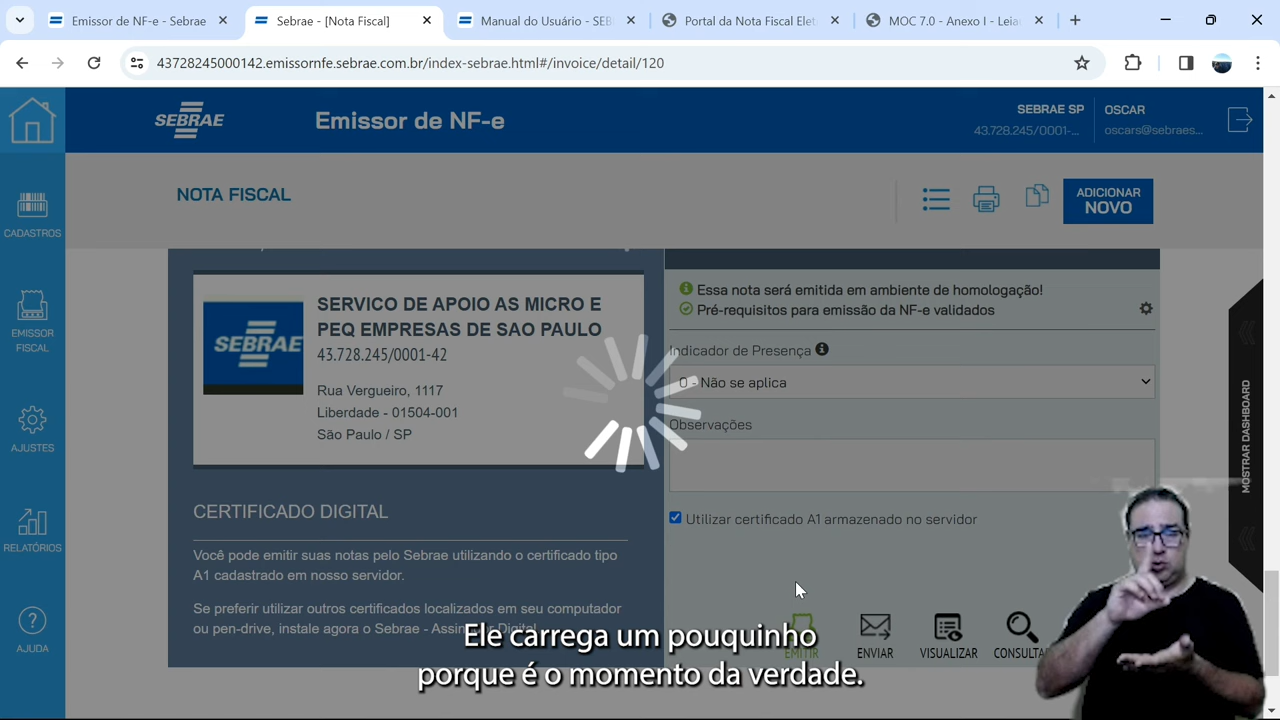 Emissor de NF-e - Sebrae
Sebrae - [Nota Fiscal]
Manual do Usuário - SEB
Portal da Nota Fiscal Elet
MOC 7.0 - Anexo I - Leia
43728245000142.emissornfe.sebrae.com.br/index-sebrae.html#/invoice/detail/120
SEBRAE
Emissor de NF-e
SEBRAE SP
43.728.245/0001-...
OSCAR
oscars@sebraes...
CADASTROS
EMISSOR
FISCAL
AJUSTES
RELATÓRIOS
AJUDA
NOTA FISCAL
ADICIONAR
NOVO
SEBRAE
SERVICO DE APOIO AS MICRO E
PEQ EMPRESAS DE SAO PAULO
43.728.245/0001-42
Rua Vergueiro, 1117
Liberdade - 01504-001
São Paulo / SP
CERTIFICADO DIGITAL
Você pode emitir suas notas pelo Sebrae utilizando o certificado tipo
A1 cadastrado em nosso servidor.
Se preferir utilizar outros certificados localizados em seu computador
ou pen-drive, instale agora o Sebrae - Assinador Digital
Essa nota será emitida em ambiente de homologação!
Pré-requisitos para emissão da NF-e validados
Indicador de Presença
0 - Não se aplica
Observações
Utilizar certificado A1 armazenado no servidor
EMITIR
ENVIAR
VISUALIZAR
CONSULTA
MOSTRAR DASHBOARD
Ele carrega um pouquinho
porque é o momento da verdade.